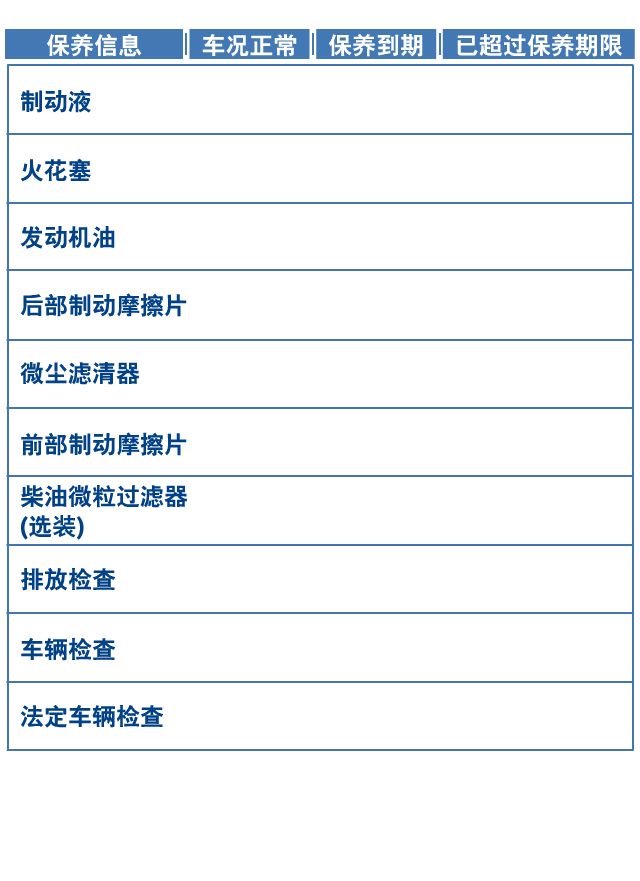 保养信息 车况正常 保养到期 已超过保养期限
制动液
火花塞
发动机油
后部制动摩擦片
微尘滤清器
前部制动摩擦片
柴油微粒过滤器
(选装)
排放检查
车辆检查
法定车辆检查